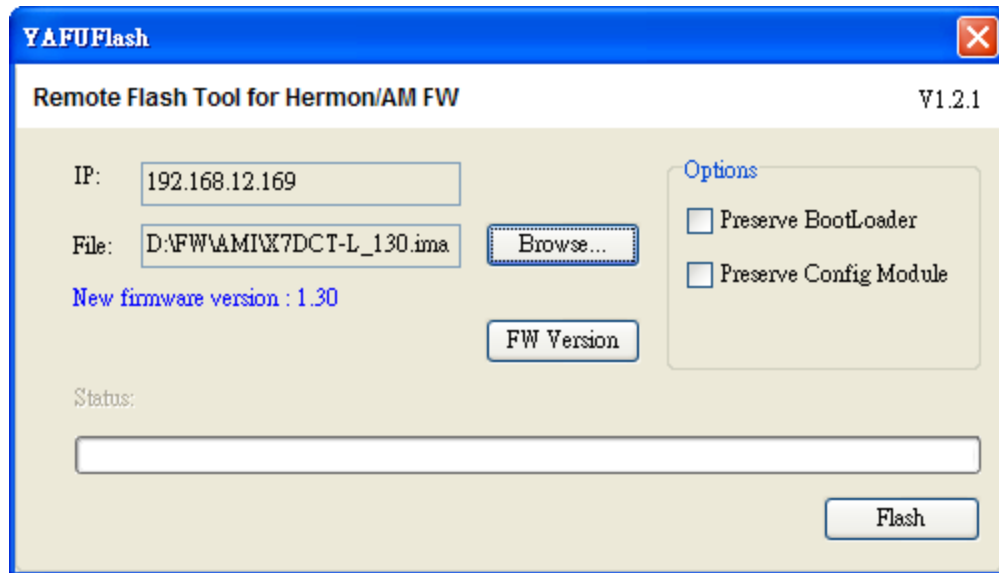 YAFUFlash
Remote Flash Tool for Hermon/AM FW V1.2.1
IP: 192.168.12.169
Options
Preserve BootLoader
File: D:\FW\AMI\X7DCT-L_130.ima Browse...
Preserve Config Module
New firmware version : 1.30
FW Version
Status:
Flash